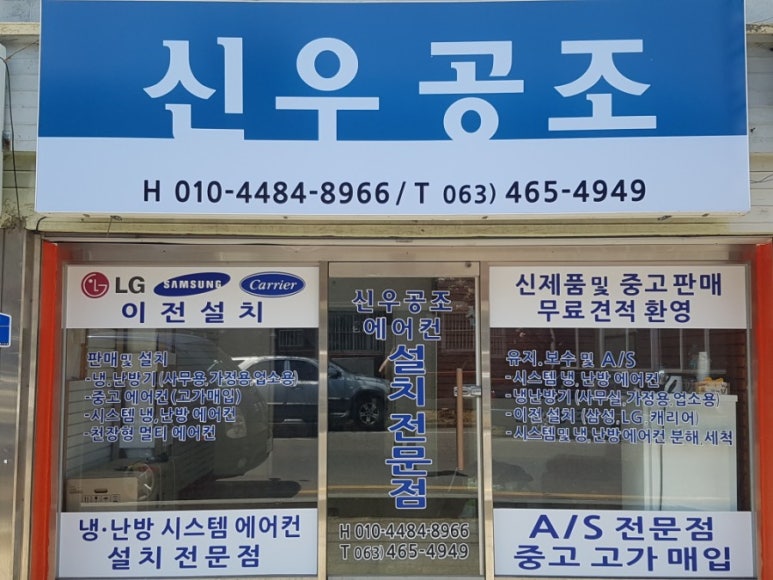 신우공조
H 010-4484-8966 / T 063) 465-4949
LG SAMSUNG Carrier
이전설치
판매 및 설치
- 냉.난방기 (사무용.가정용.업소용)
- 중고 에어컨 (고가매입)
- 시스템 냉, 난방 에어컨
- 천장형 멀티 에어컨
냉·난방 시스템 에어컨
설치 전문점
신우공조
에어컨
설치 전문점
H 010-4484-8966
T 063) 465-4949
신제품 및 중고 판매
무료견적 환영
유지.보수 및 A/S
- 시스템 냉, 난방 에어컨
- 냉난방기 (사무실,가정용,업소용)
- 이전 설치 (삼성, LG, 캐리어)
- 시스템 및 냉, 난방 에어컨 분해 세척
A/S 전문점
중고 고가 매입